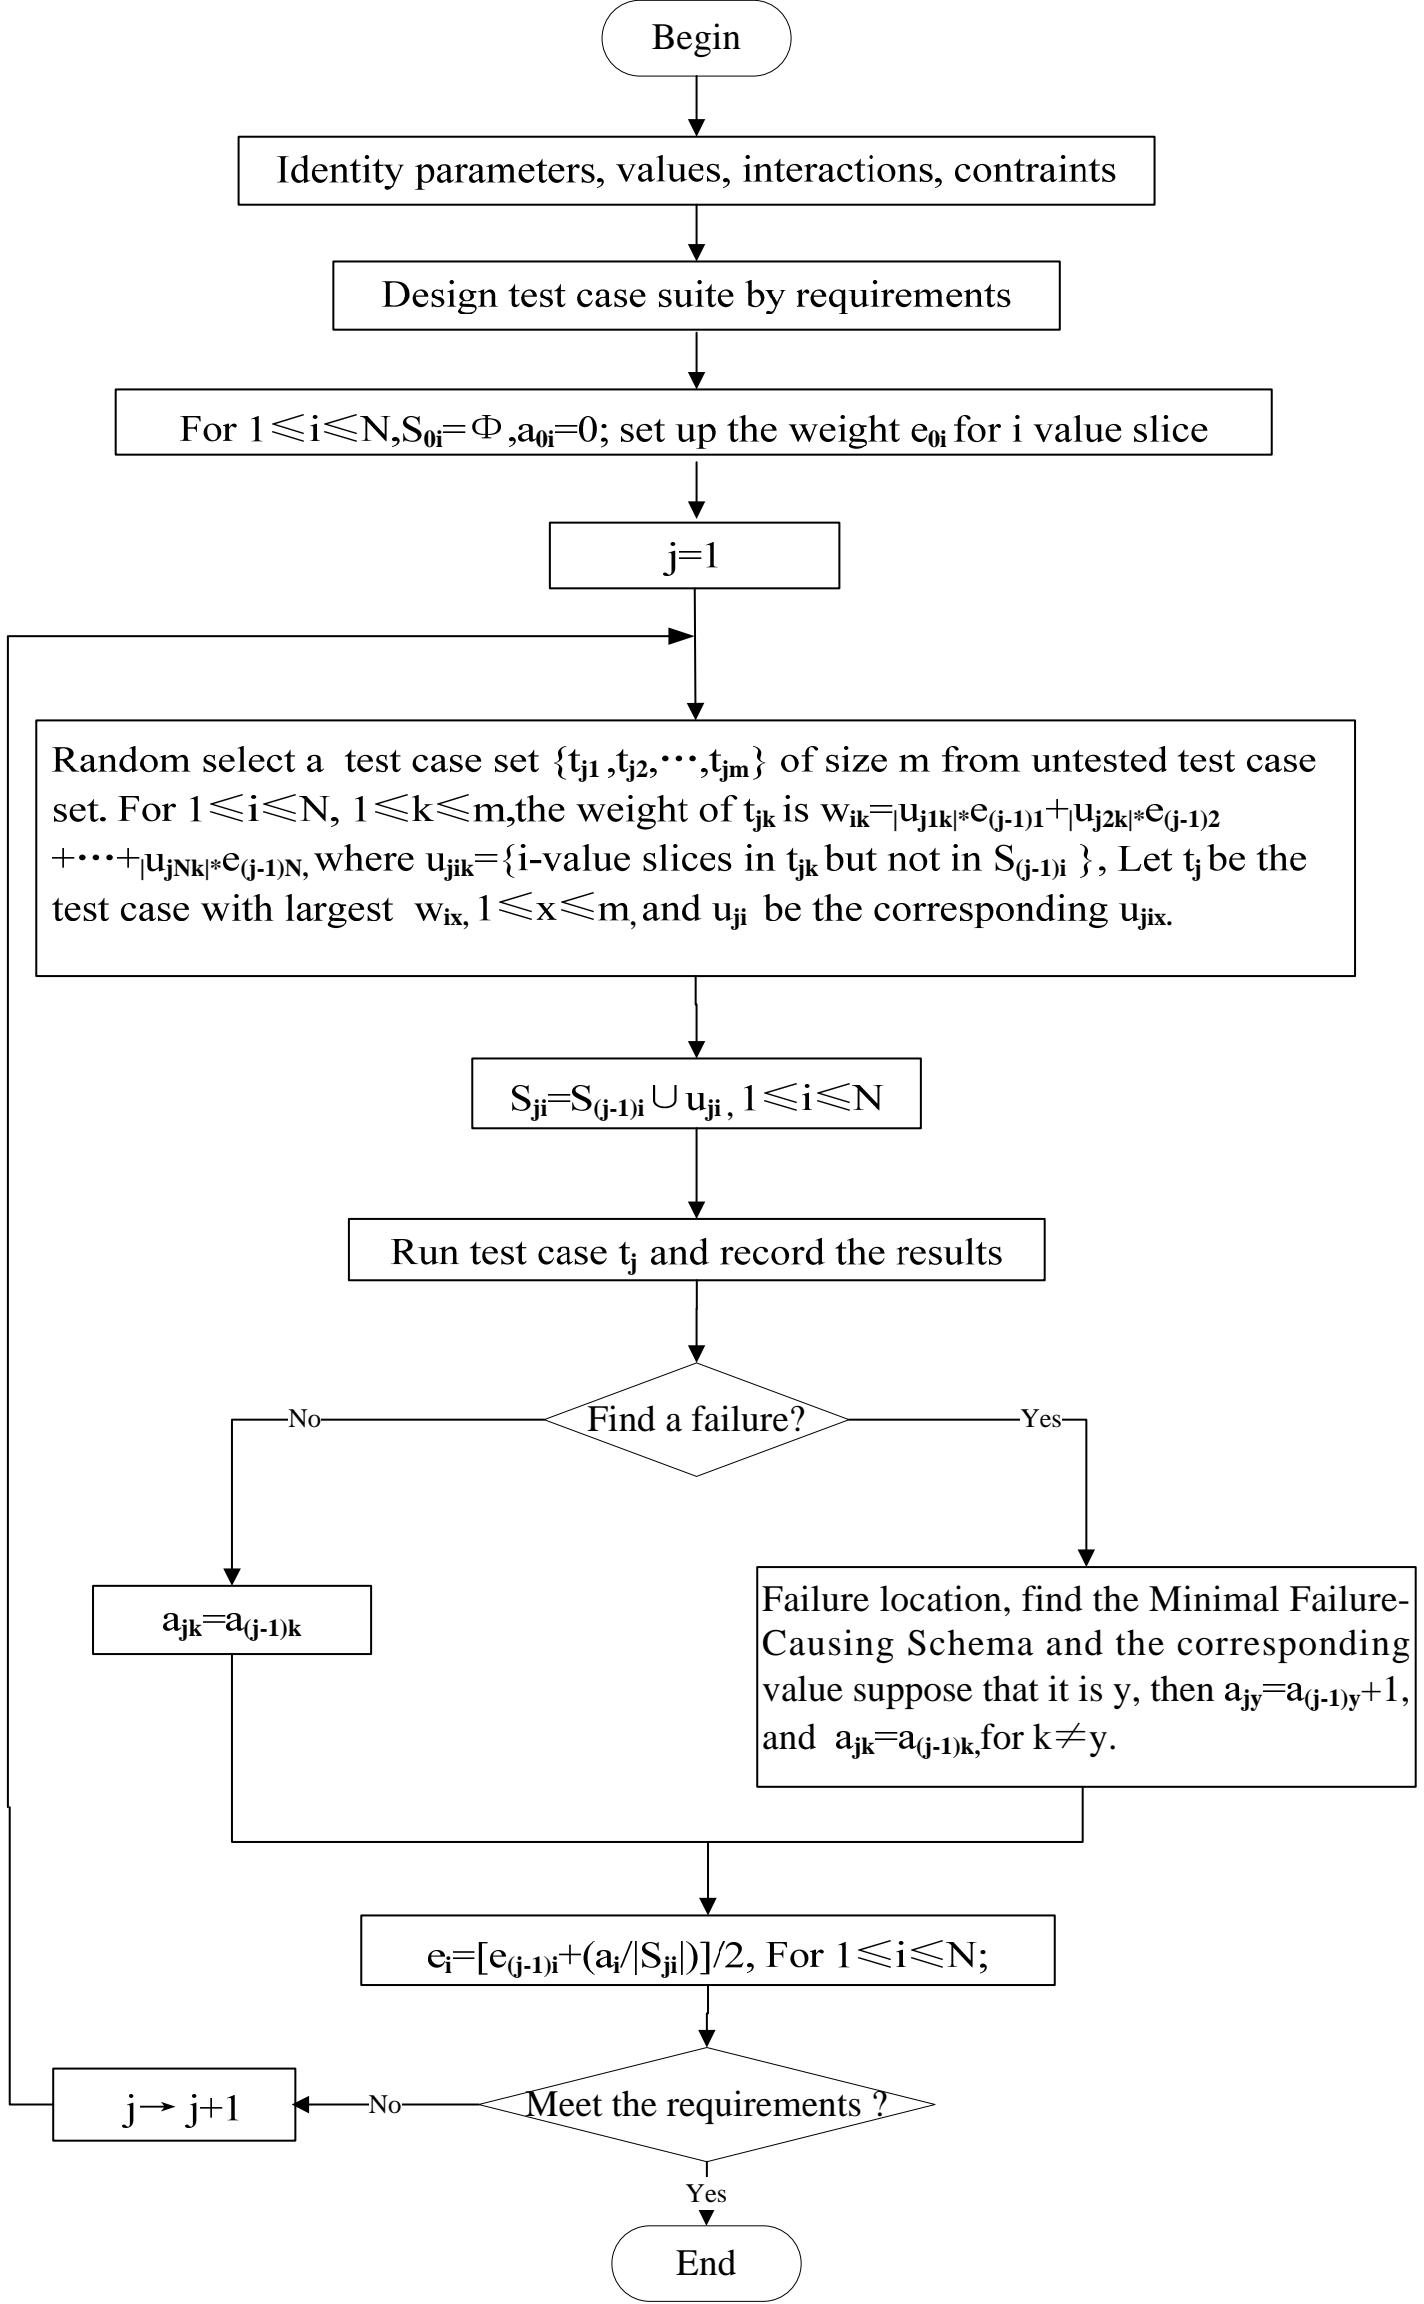 Begin
Identity parameters, values, interactions, contraints
Design test case suite by requirements
For 1≤i≤N,S0i=Φ,a0i=0; set up the weight e0i for i value slice
j=1
Random select a test case set {tj1 ,tj2,⋯,tjm} of size m from untested test case
set. For 1≤i≤N, 1≤k≤m,the weight of tjk is wik=|uj1k|*e(j-1)1+|uj2k|*e(j-1)2
+⋯+|ujNk|*e(j-1)N, where ujik={i-value slices in tjk but not in S(j-1)i }, Let tj be the
test case with largest wix, 1≤x≤m, and uji be the corresponding ujix.
Sji=S(j-1)i∪uji , 1≤i≤N
Run test case tj and record the results
Find a failure?
No
Yes
ajk=a(j-1)k
Failure location, find the Minimal Failure-
Causing Schema and the corresponding
value suppose that it is y, then ajy=a(j-1)y+1,
and ajk=a(j-1)k,for k≠y.
ei=[e(j-1)i+(ai/|Sji|)]/2, For 1≤i≤N;
Meet the requirements ?
No
j→ j+1
Yes
End